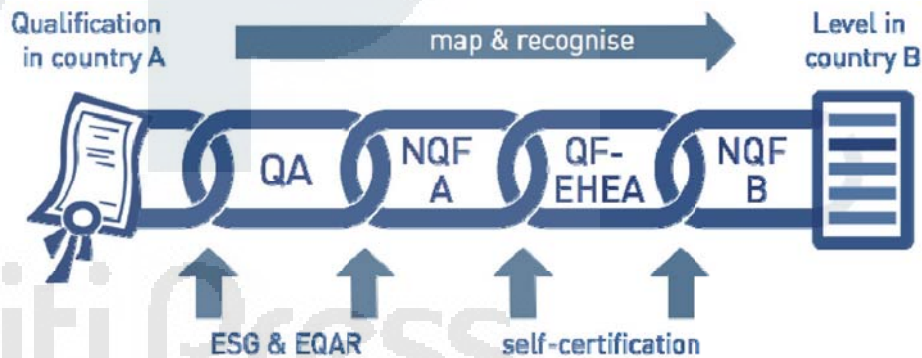 Qualification
in country A
map & recognise
Level in
country B
QA
NQF
A
QF-
EHEA
NQF
B
ESG & EQAR
self-certification